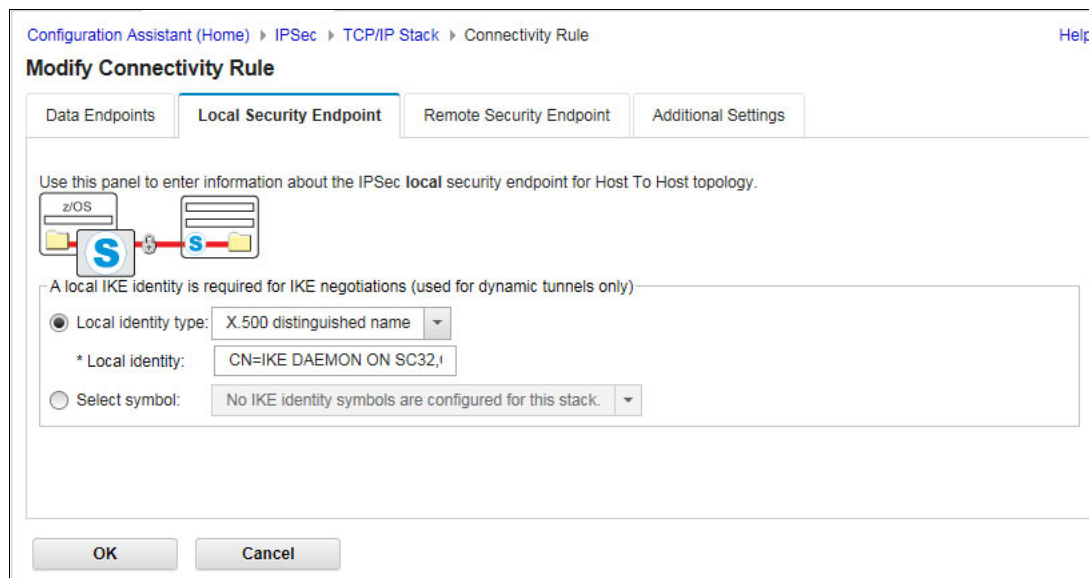 Configuration Assistant (Home) IPSec TCP/IP Stack Connectivity Rule Help
Modify Connectivity Rule
Data Endpoints Local Security Endpoint Remote Security Endpoint Additional Settings
Use this panel to enter information about the IPSec local security endpoint for Host To Host topology.
z/OS
S S
A local IKE identity is required for IKE negotiations (used for dynamic tunnels only)
Local identity type: X.500 distinguished name
* Local identity: CN=IKE DAEMON ON SC32,
Select symbol: No IKE identity symbols are configured for this stack.
OK Cancel